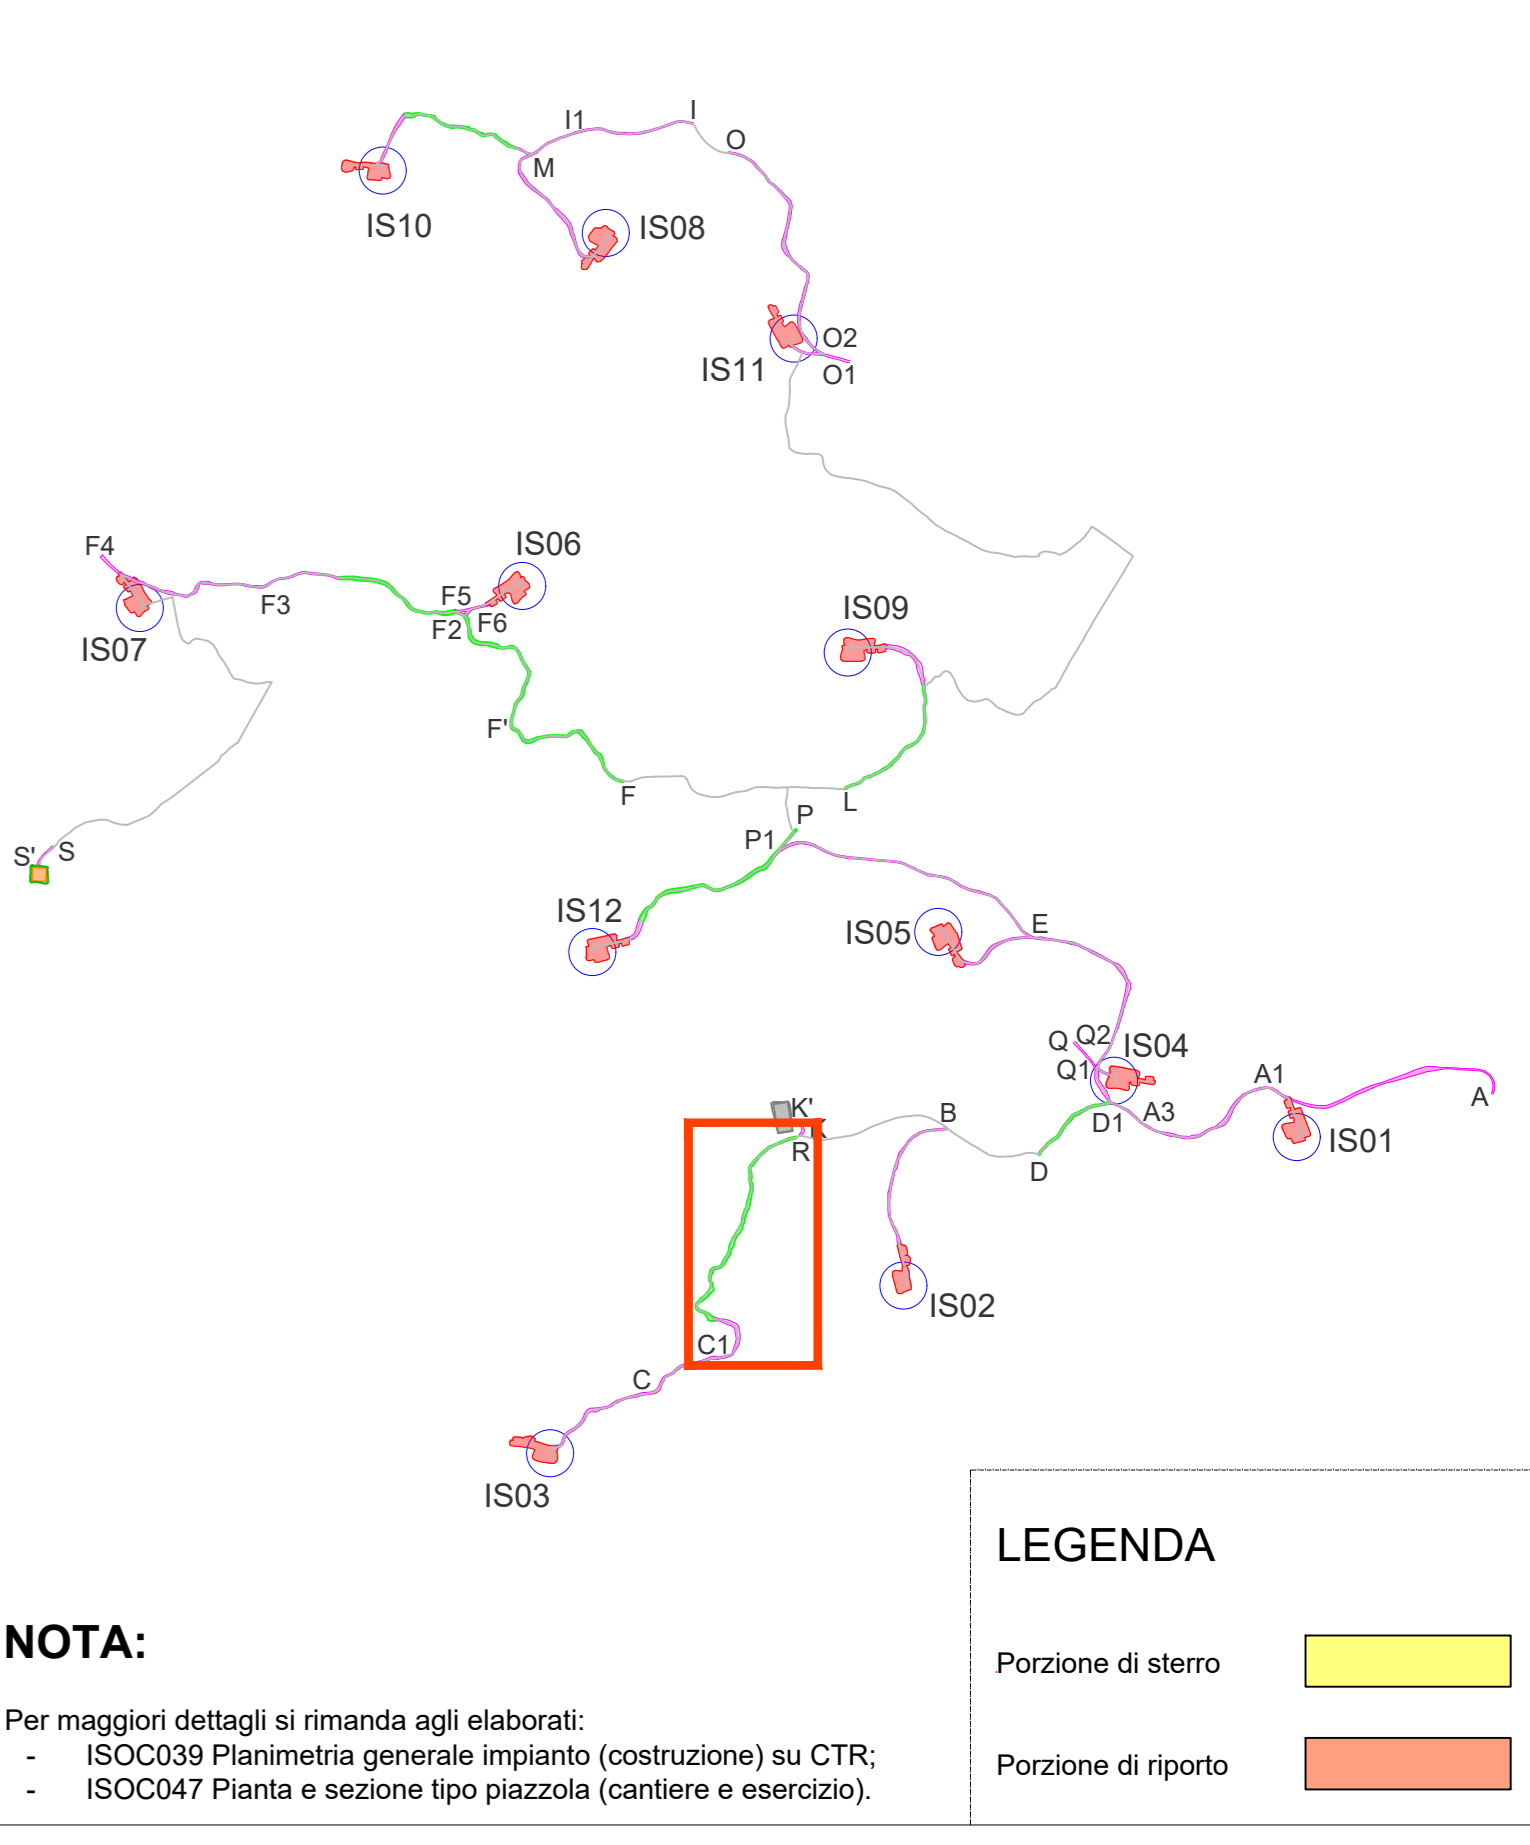 I
I1
O
M
IS10
IS08
O2
IS11
O1
F4
IS06
F5
F3
F2
F6
IS09
IS07
F'
F
L
P
P1
S'
S
IS12
IS05
E
Q
Q2
IS04
Q1
A1
A
K'
B
A3
D1
K
R
IS01
D
IS02
C1
C
IS03
LEGENDA
NOTA:
Porzione di sterro
Per maggiori dettagli si rimanda agli elaborati:
- ISOC039 Planimetria generale impianto (costruzione) su CTR;
Porzione di riporto
- ISOC047 Pianta e sezione tipo piazzola (cantiere e esercizio).